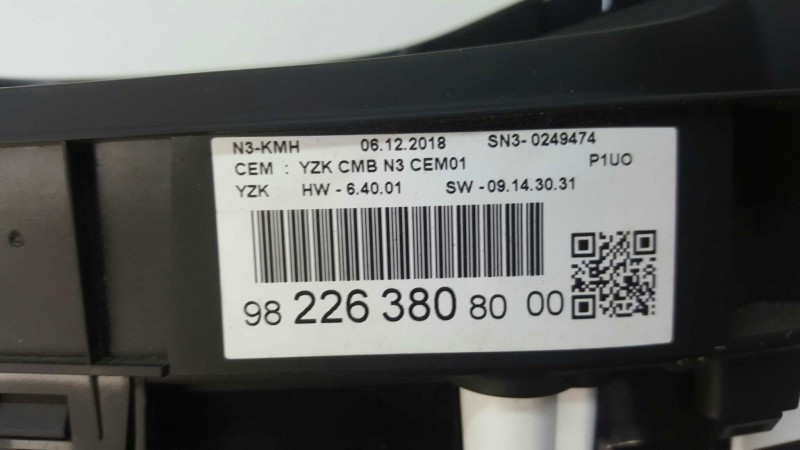 N3-KMH 06.12.2018 SN3- 0249474
CEM : YZK CMB N3 CEM01 P1UO
YZK HW - 6.40.01 SW - 09.14.30.31
98 226 380 80 00